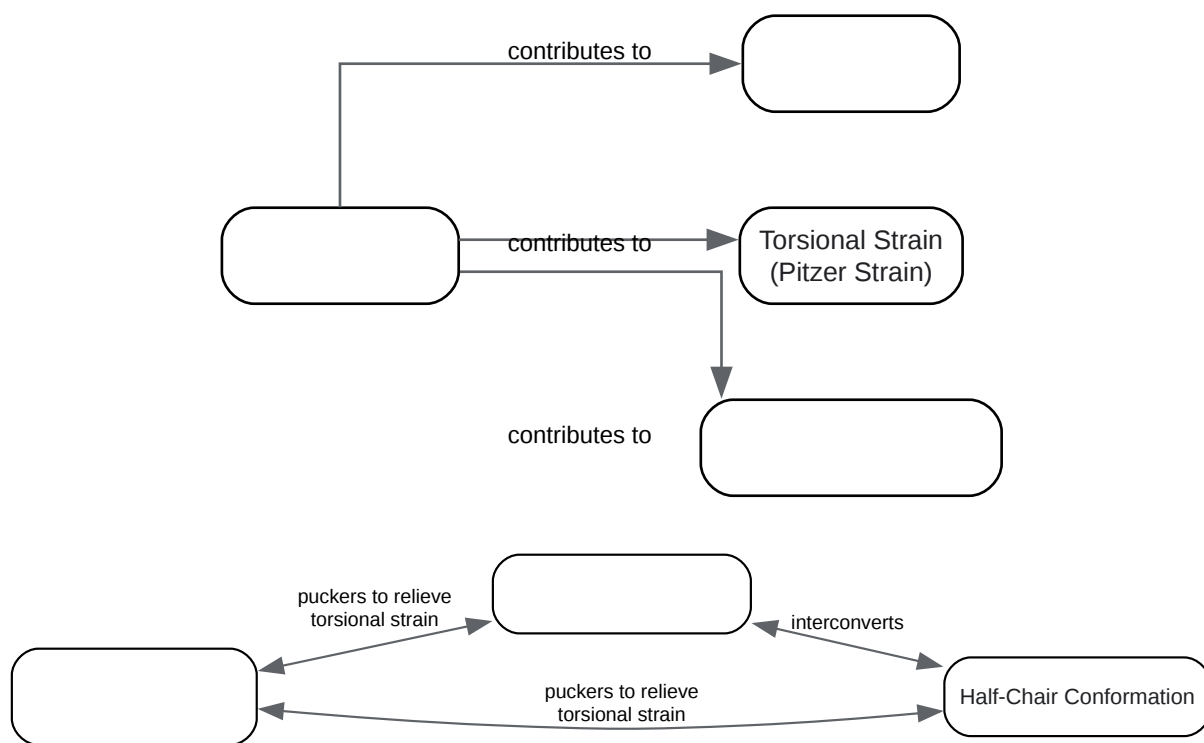 contributes to
contributes to
Torsional Strain
(Pitzer Strain)
contributes to
puckers to relieve
torsional strain
interconverts
puckers to relieve
torsional strain
Half-Chair Conformation